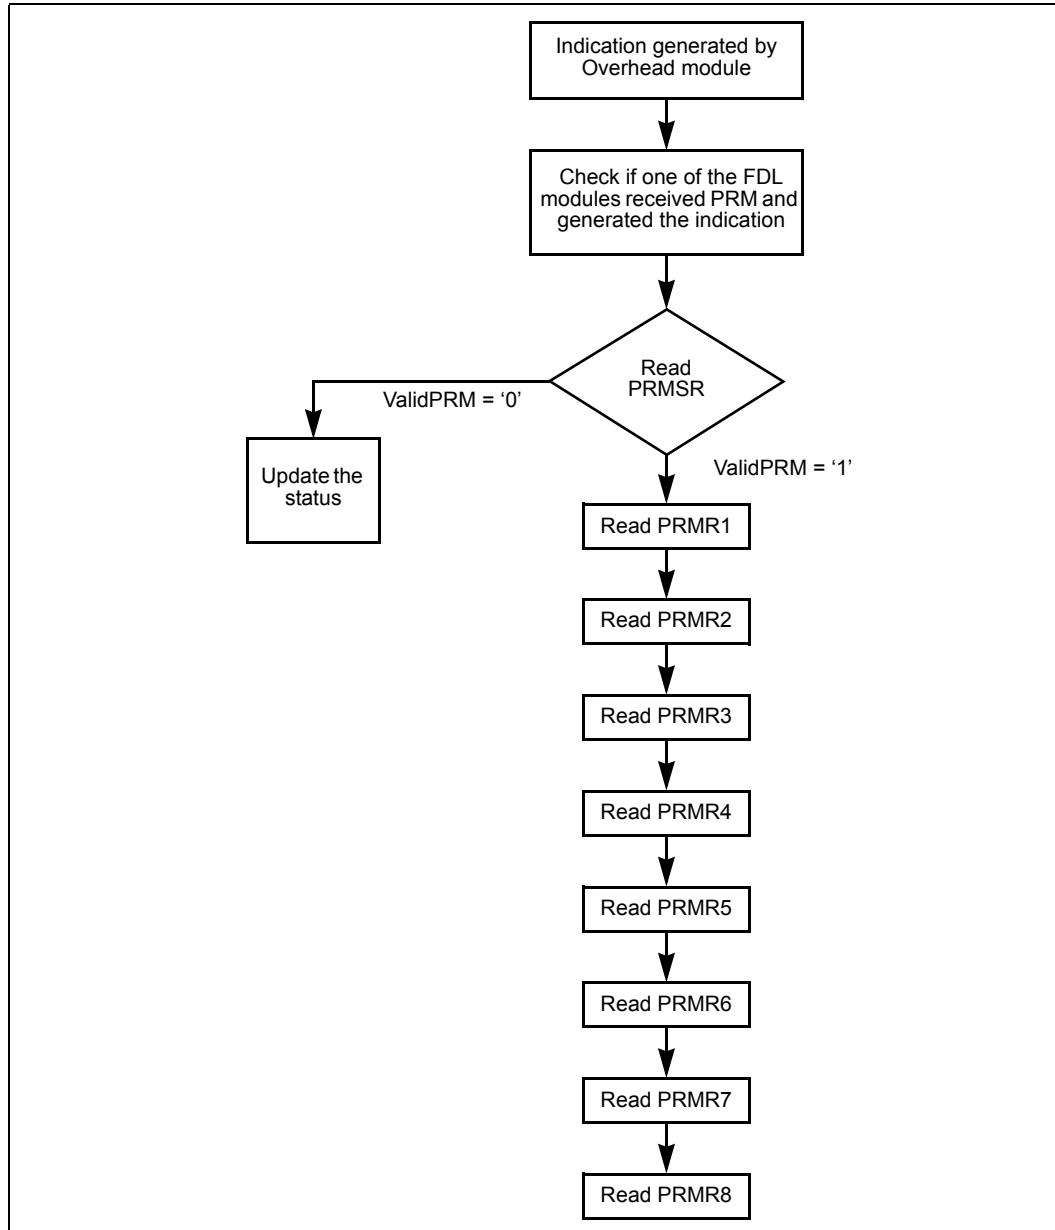 Indication generated by
Overhead module
Check if one of the FDL
modules received PRM and
generated the indication
Read
PRMSR
ValidPRM = ‘0’
Update the
status
ValidPRM = ‘1’
Read PRMR1
Read PRMR2
Read PRMR3
Read PRMR4
Read PRMR5
Read PRMR6
Read PRMR7
Read PRMR8